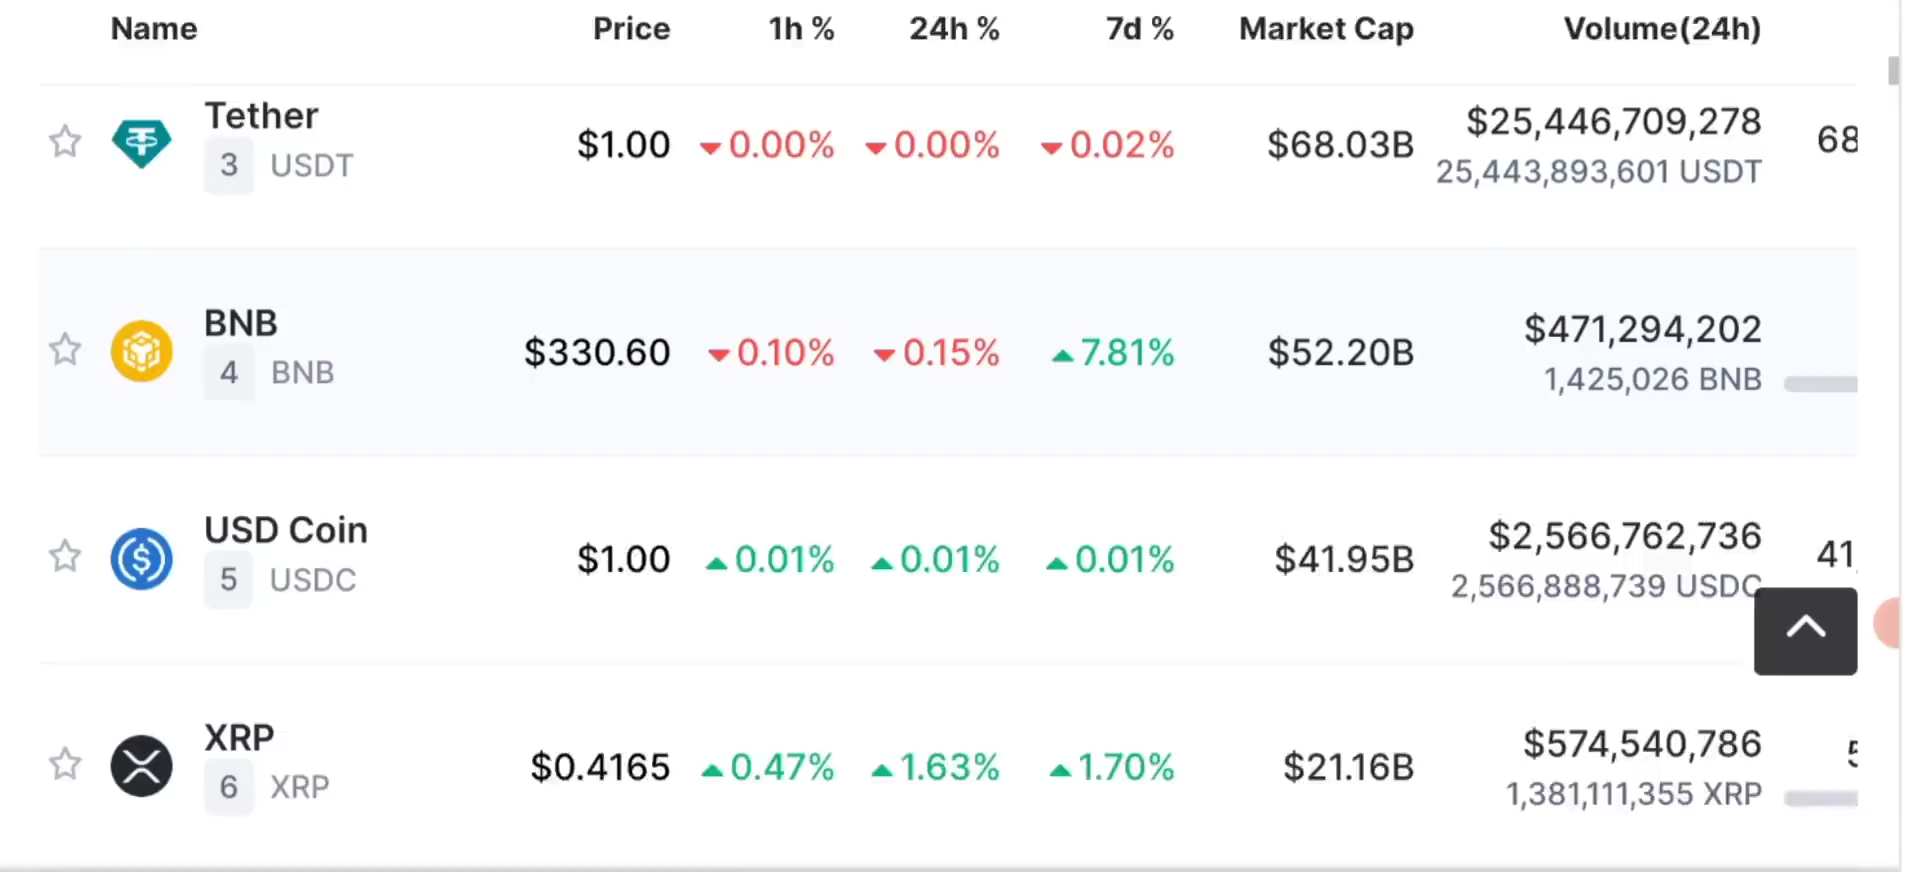 Name Price 1h % 24h % 7d % Market Cap Volume(24h)
Tether
3 USDT
$1.00 0.00% 0.00% 0.02% $68.03B $25,446,709,278
25,443,893,601 USDT
68
BNB
4 BNB
$330.60 0.10% 0.15% 7.81% $52.20B $471,294,202
1,425,026 BNB
USD Coin
5 USDC
$1.00 0.01% 0.01% 0.01% $41.95B $2,566,762,736
2,566,888,739 USDC
41,
XRP
6 XRP
$0.4165 0.47% 1.63% 1.70% $21.16B $574,540,786
1,381,111,355 XRP